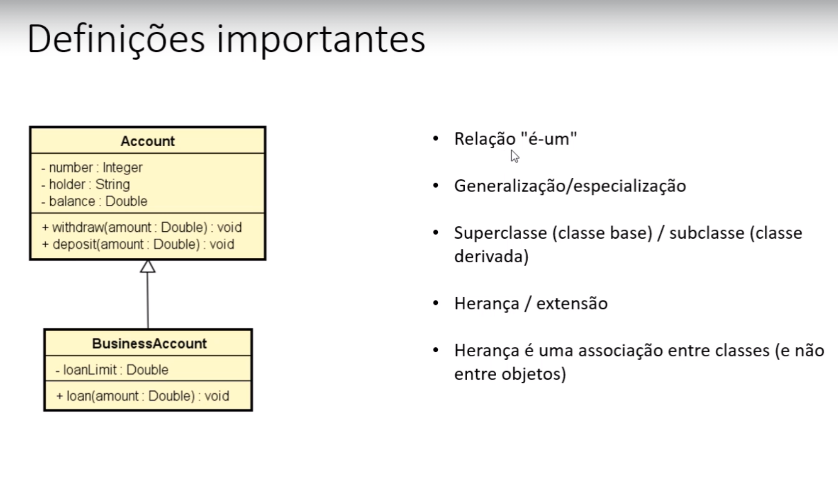 Definições importantes
Account
- number : Integer
- holder : String
- balance : Double
+ withdraw(amount : Double) : void
+ deposit(amount : Double) : void
BusinessAccount
- loanLimit : Double
+ loan(amount : Double) : void
• Relação "é-um"
• Generalização/especialização
• Superclasse (classe base) / subclasse (classe
derivada)
• Herança / extensão
• Herança é uma associação entre classes (e não
entre objetos)